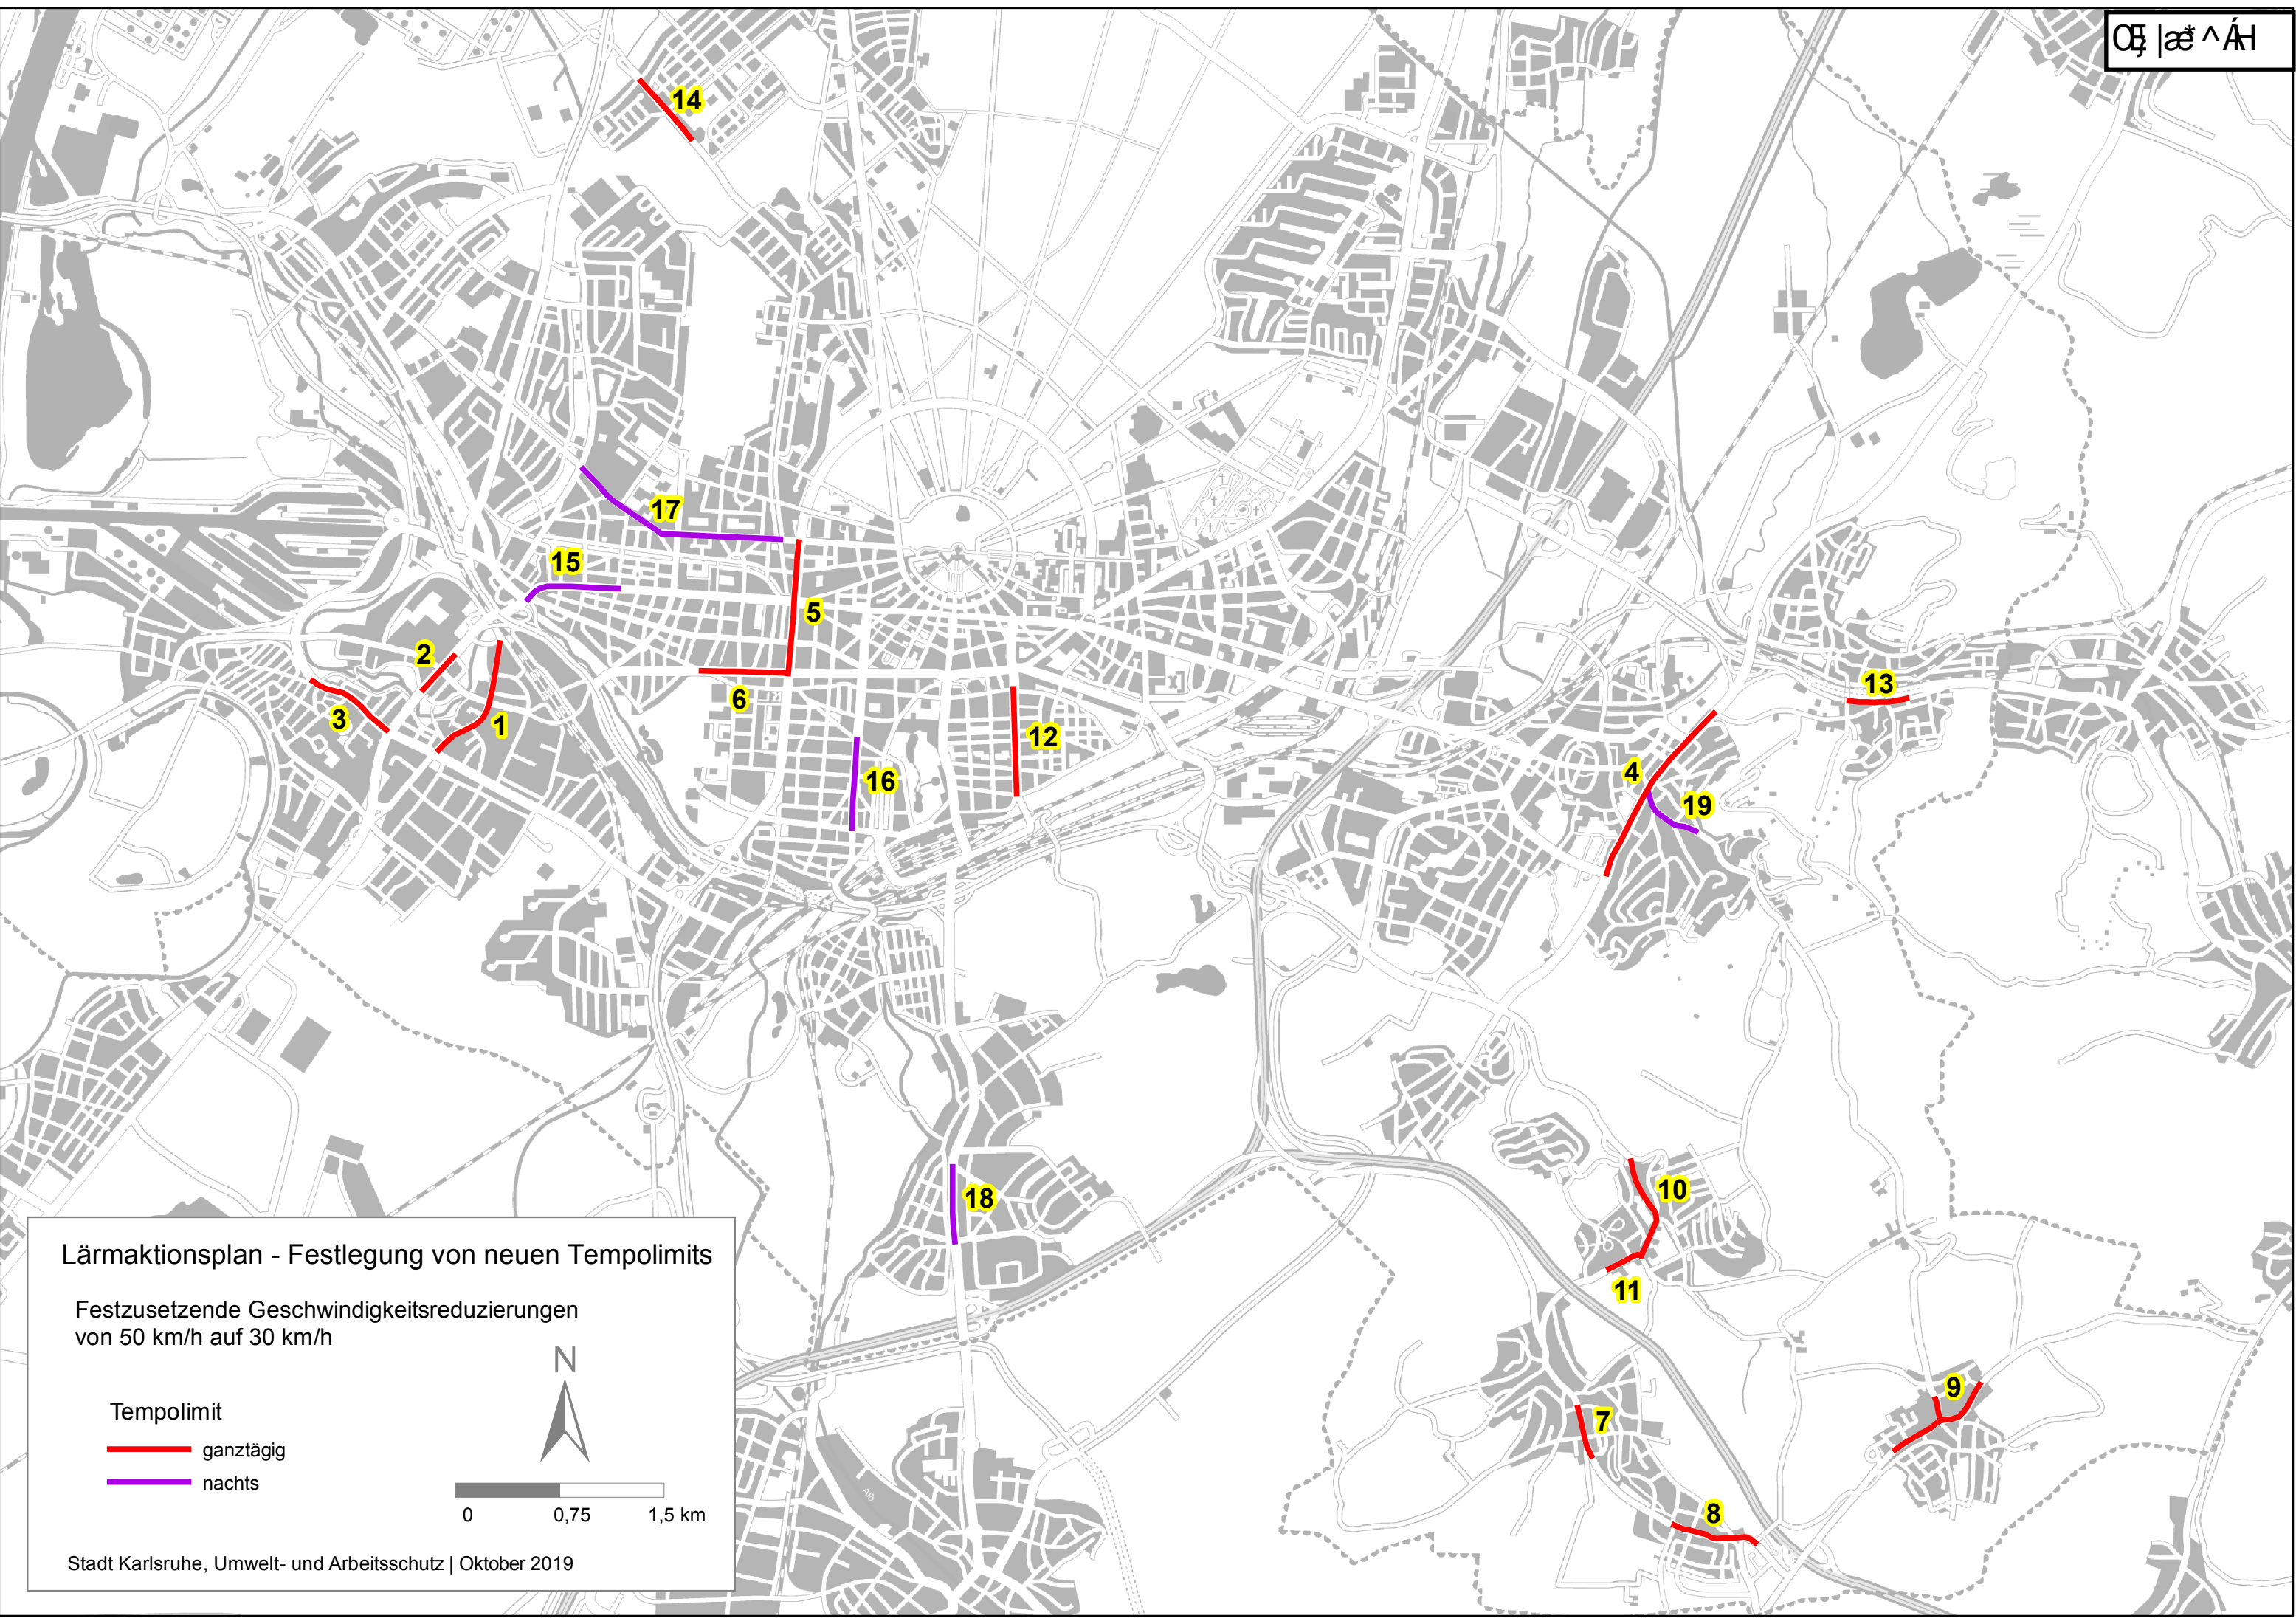 14
17
15
5
2
6
3
1
12
16
13
4
19
10
18
11
9
7
8
Alb
Lärmaktionsplan - Festlegung von neuen Tempolimits
Festzusetzende Geschwindigkeitsreduzierungen
von 50 km/h auf 30 km/h
N
Tempolimit
ganztägig
nachts
0 0,75 1,5 km
Stadt Karlsruhe, Umwelt- und Arbeitsschutz | Oktober 2019